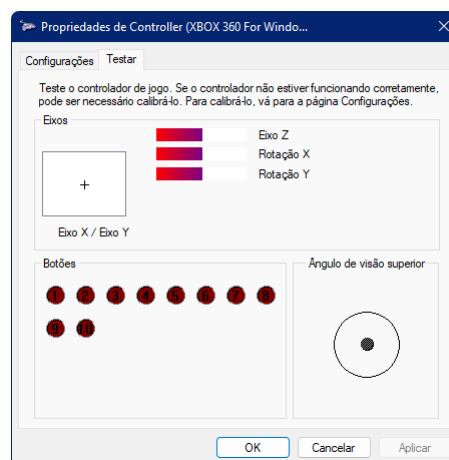 Propriedades de Controller (XBOX 360 For Windo...
Configurações Testar
Teste o controlador de jogo. Se o controlador não estiver funcionando corretamente,
pode ser necessário calibrá-lo. Para calibrá-lo, vá para a página Configurações.
Eixos
Eixo Z
Rotação X
Rotação Y
Eixo X / Eixo Y
Botões
1 2 3 4 5 6 7 8
9 10
Ângulo de visão superior
OK Cancelar Aplicar